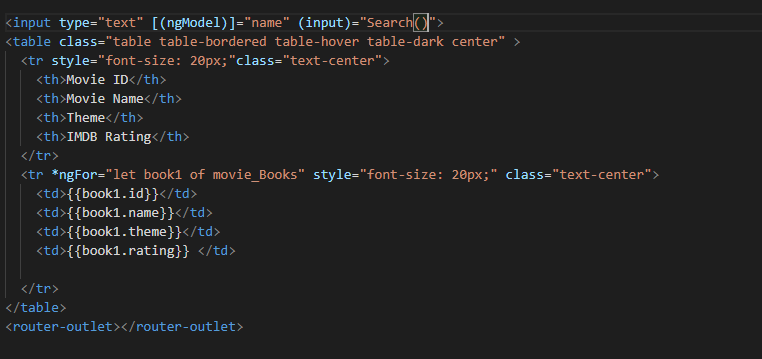 <input type="text" [(ngModel)]="name" (input)="Search()">
<table class="table table-bordered table-hover table-dark center" >
<tr style="font-size: 20px;"class="text-center">
<th>Movie ID</th>
<th>Movie Name</th>
<th>Theme</th>
<th>IMDB Rating</th>
</tr>
<tr *ngFor="let book1 of movie_Books" style="font-size: 20px;" class="text-center">
<td>{{book1.id}}</td>
<td>{{book1.name}}</td>
<td>{{book1.theme}}</td>
<td>{{book1.rating}} </td>
</tr>
</table>
<router-outlet></router-outlet>